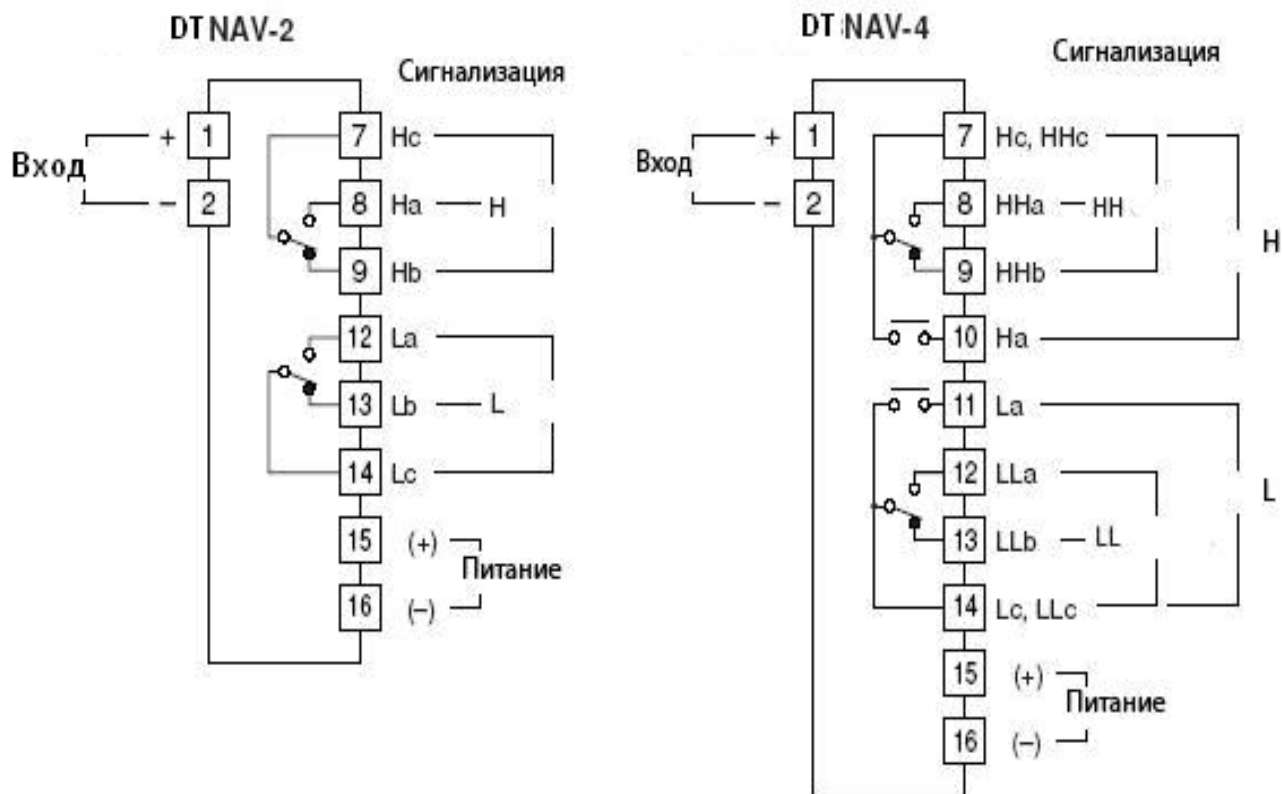 DT NAV-2
Сигнализация
Вход
+ 1
− 2
7 Hc
8 Ha H
9 Hb
12 La
13 Lb L
14 Lc
15 (+)
Питание
16 (−)
DT NAV-4
Сигнализация
Вход
+ 1
− 2
7 Hc, HHc
8 HHa HH
9 HHb
H
10 Ha
11 La
12 LLa
L
13 LLb LL
14 Lc, LLc
15 (+)
Питание
16 (−)